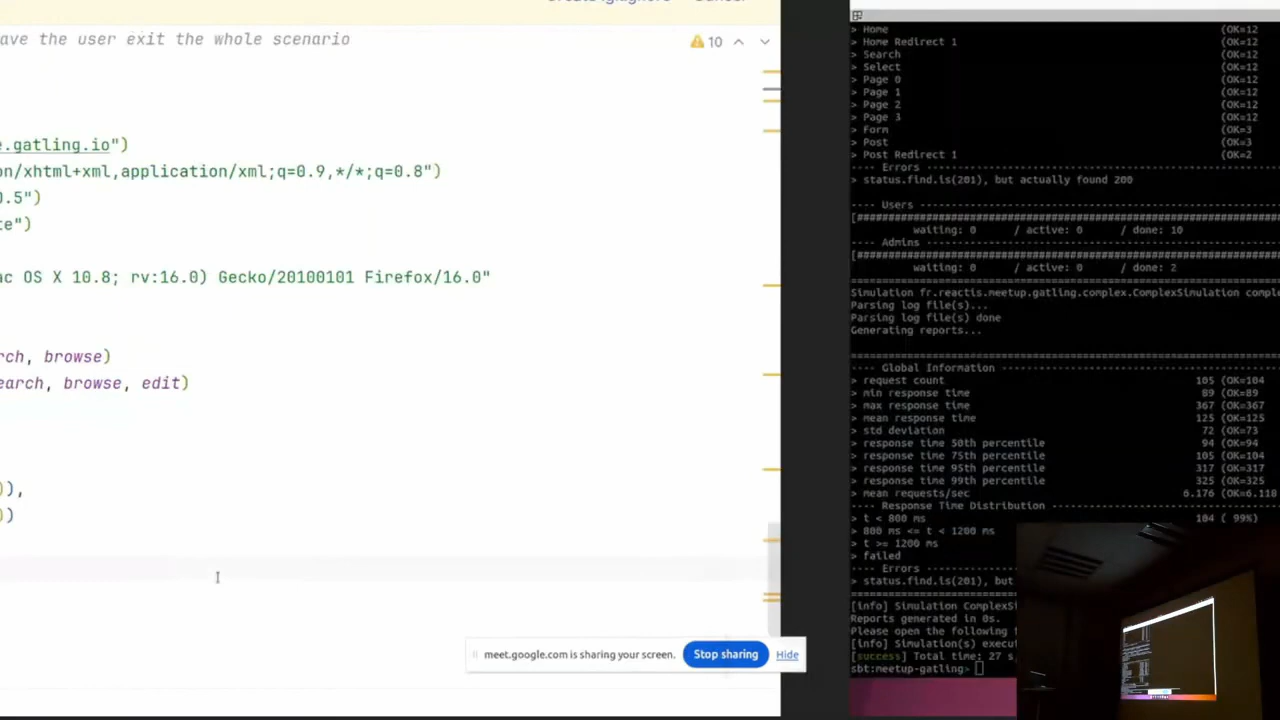 ave the user exit the whole scenario
10
e.gatling.io")
on/xhtml+xml,application/xml;q=0.9,*/*;q=0.8")
0.5")
te")
ac OS X 10.8; rv:16.0) Gecko/20100101 Firefox/16.0"
rch, browse)
earch, browse, edit)
)),
))
meet.google.com is sharing your screen. Stop sharing Hide
> Home (OK=12
> Home Redirect 1 (OK=12
> Search (OK=12
> Select (OK=12
> Page 0 (OK=12
> Page 1 (OK=12
> Page 2 (OK=12
> Page 3 (OK=12
> Form (OK=3
> Post (OK=3
> Post Redirect 1 (OK=2
---- Errors ----
> status.find.is(201), but actually found 200
---- Users ----
[####
waiting: 0 / active: 0 / done: 10
---- Admins ----
[####
waiting: 0 / active: 0 / done: 2
====
Simulation fr.reactis.meetup.gatling.complex.ComplexSimulation comple
Parsing log file(s)...
Parsing log file(s) done
Generating reports...
====
---- Global Information ----
> request count 105 (OK=104
> min response time 89 (OK=89
> max response time 367 (OK=367
> mean response time 125 (OK=125
> std deviation 72 (OK=73
> response time 50th percentile 94 (OK=94
> response time 75th percentile 105 (OK=104
> response time 95th percentile 317 (OK=317
> response time 99th percentile 325 (OK=325
> mean requests/sec 6.176 (OK=6.118
---- Response Time Distribution ----
> t < 800 ms 104 ( 99%)
> 800 ms <= t < 1200 ms
> t >= 1200 ms
> failed
---- Errors ----
> status.find.is(201), but
====
[info] Simulation ComplexSi
Reports generated in 0s.
Please open the following f
[info] Simulation(s) execut
[success] Total time: 27 s,
sbt:meetup-gatling>